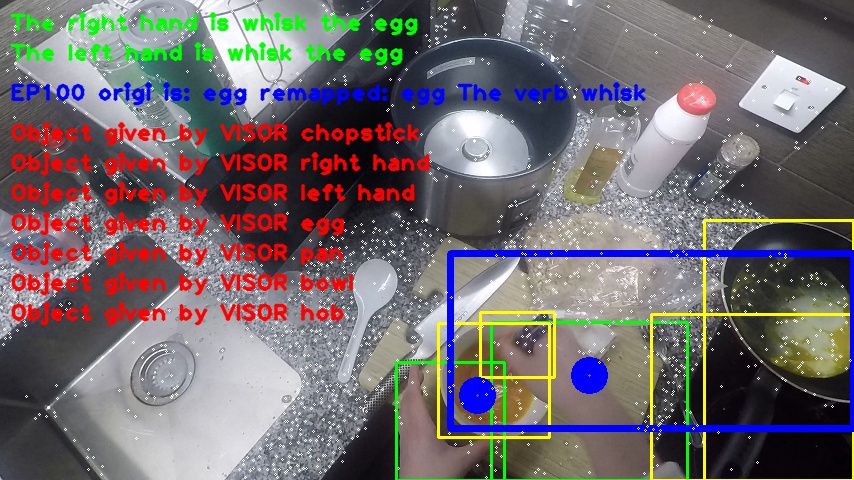 The right hand is whisk the egg
The left hand is whisk the egg
EP100 origi is: egg remapped: egg The verb whisk
Object given by VISOR chopstick
Object given by VISOR right hand
Object given by VISOR left hand
Object given by VISOR egg
Object given by VISOR pan
Object given by VISOR bowl
Object given by VISOR hob